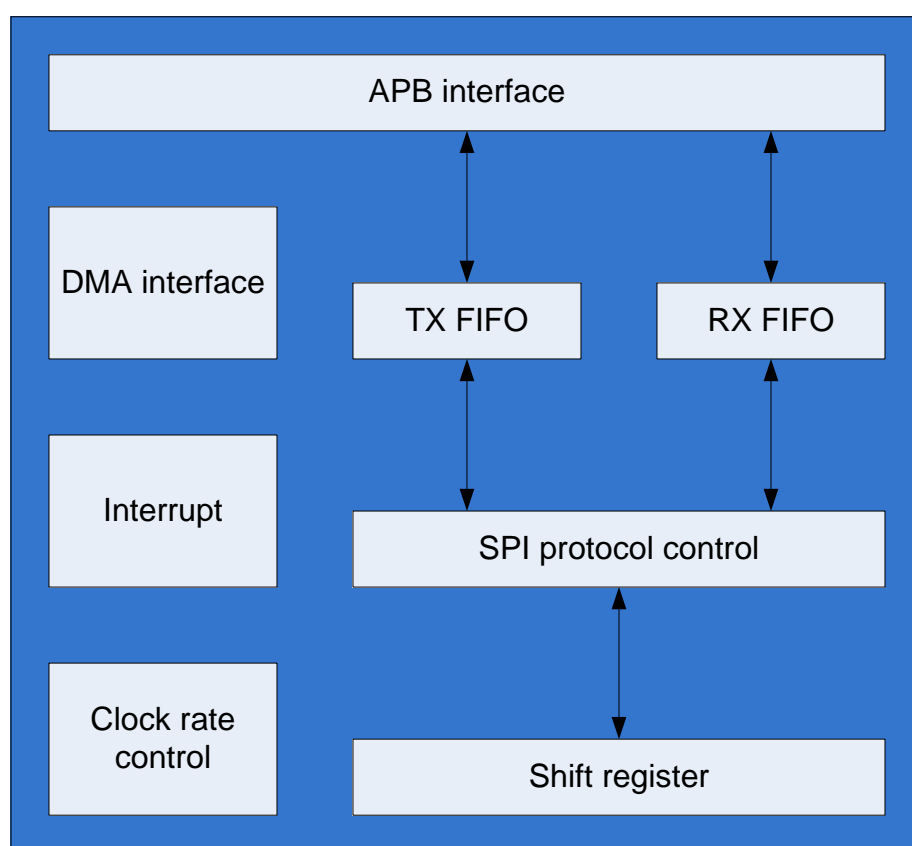 APB interface
DMA interface
TX FIFO
RX FIFO
Interrupt
SPI protocol control
Clock rate
control
Shift register